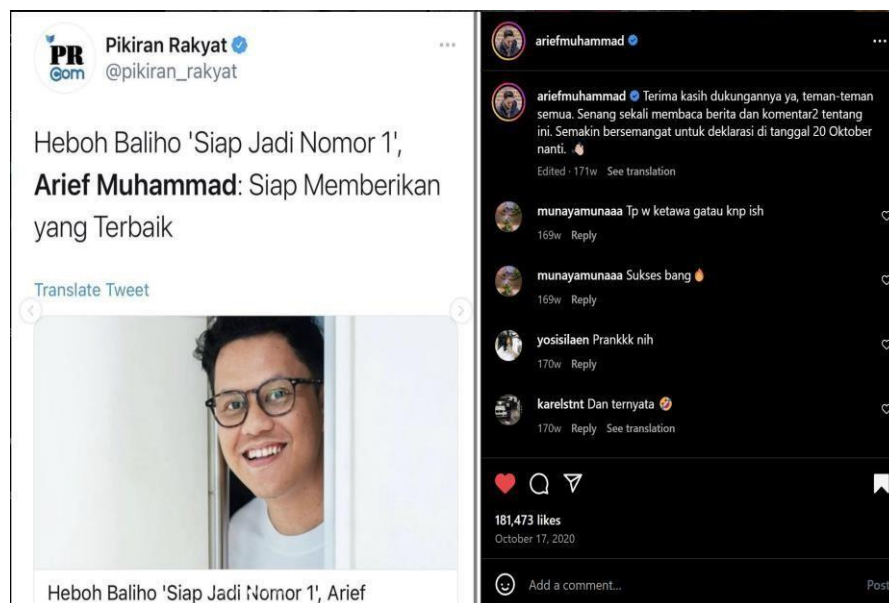 PR
com
Pikiran Rakyat
@pikiran_rakyat
Heboh Baliho 'Siap Jadi Nomor 1',
Arief Muhammad: Siap Memberikan
yang Terbaik
Translate Tweet
Heboh Baliho 'Siap Jadi Nomor 1', Arief
ariefmuhammad
ariefmuhammad Terima kasih dukungannya ya, teman-teman
semua. Senang sekali membaca berita dan komentar2 tentang
ini. Semakin bersemangat untuk deklarasi di tanggal 20 Oktober
nanti. 👏🏻
Edited · 171w See translation
munayamunaaa Tp w ketawa gatau knp ish
169w Reply
munayamunaaa Sukses bang 🔥
169w Reply
yosisilaen Prankkk nih
170w Reply
karelstnt Dan ternyata 🤣
170w Reply See translation
181,473 likes
October 17, 2020
Add a comment...
Post